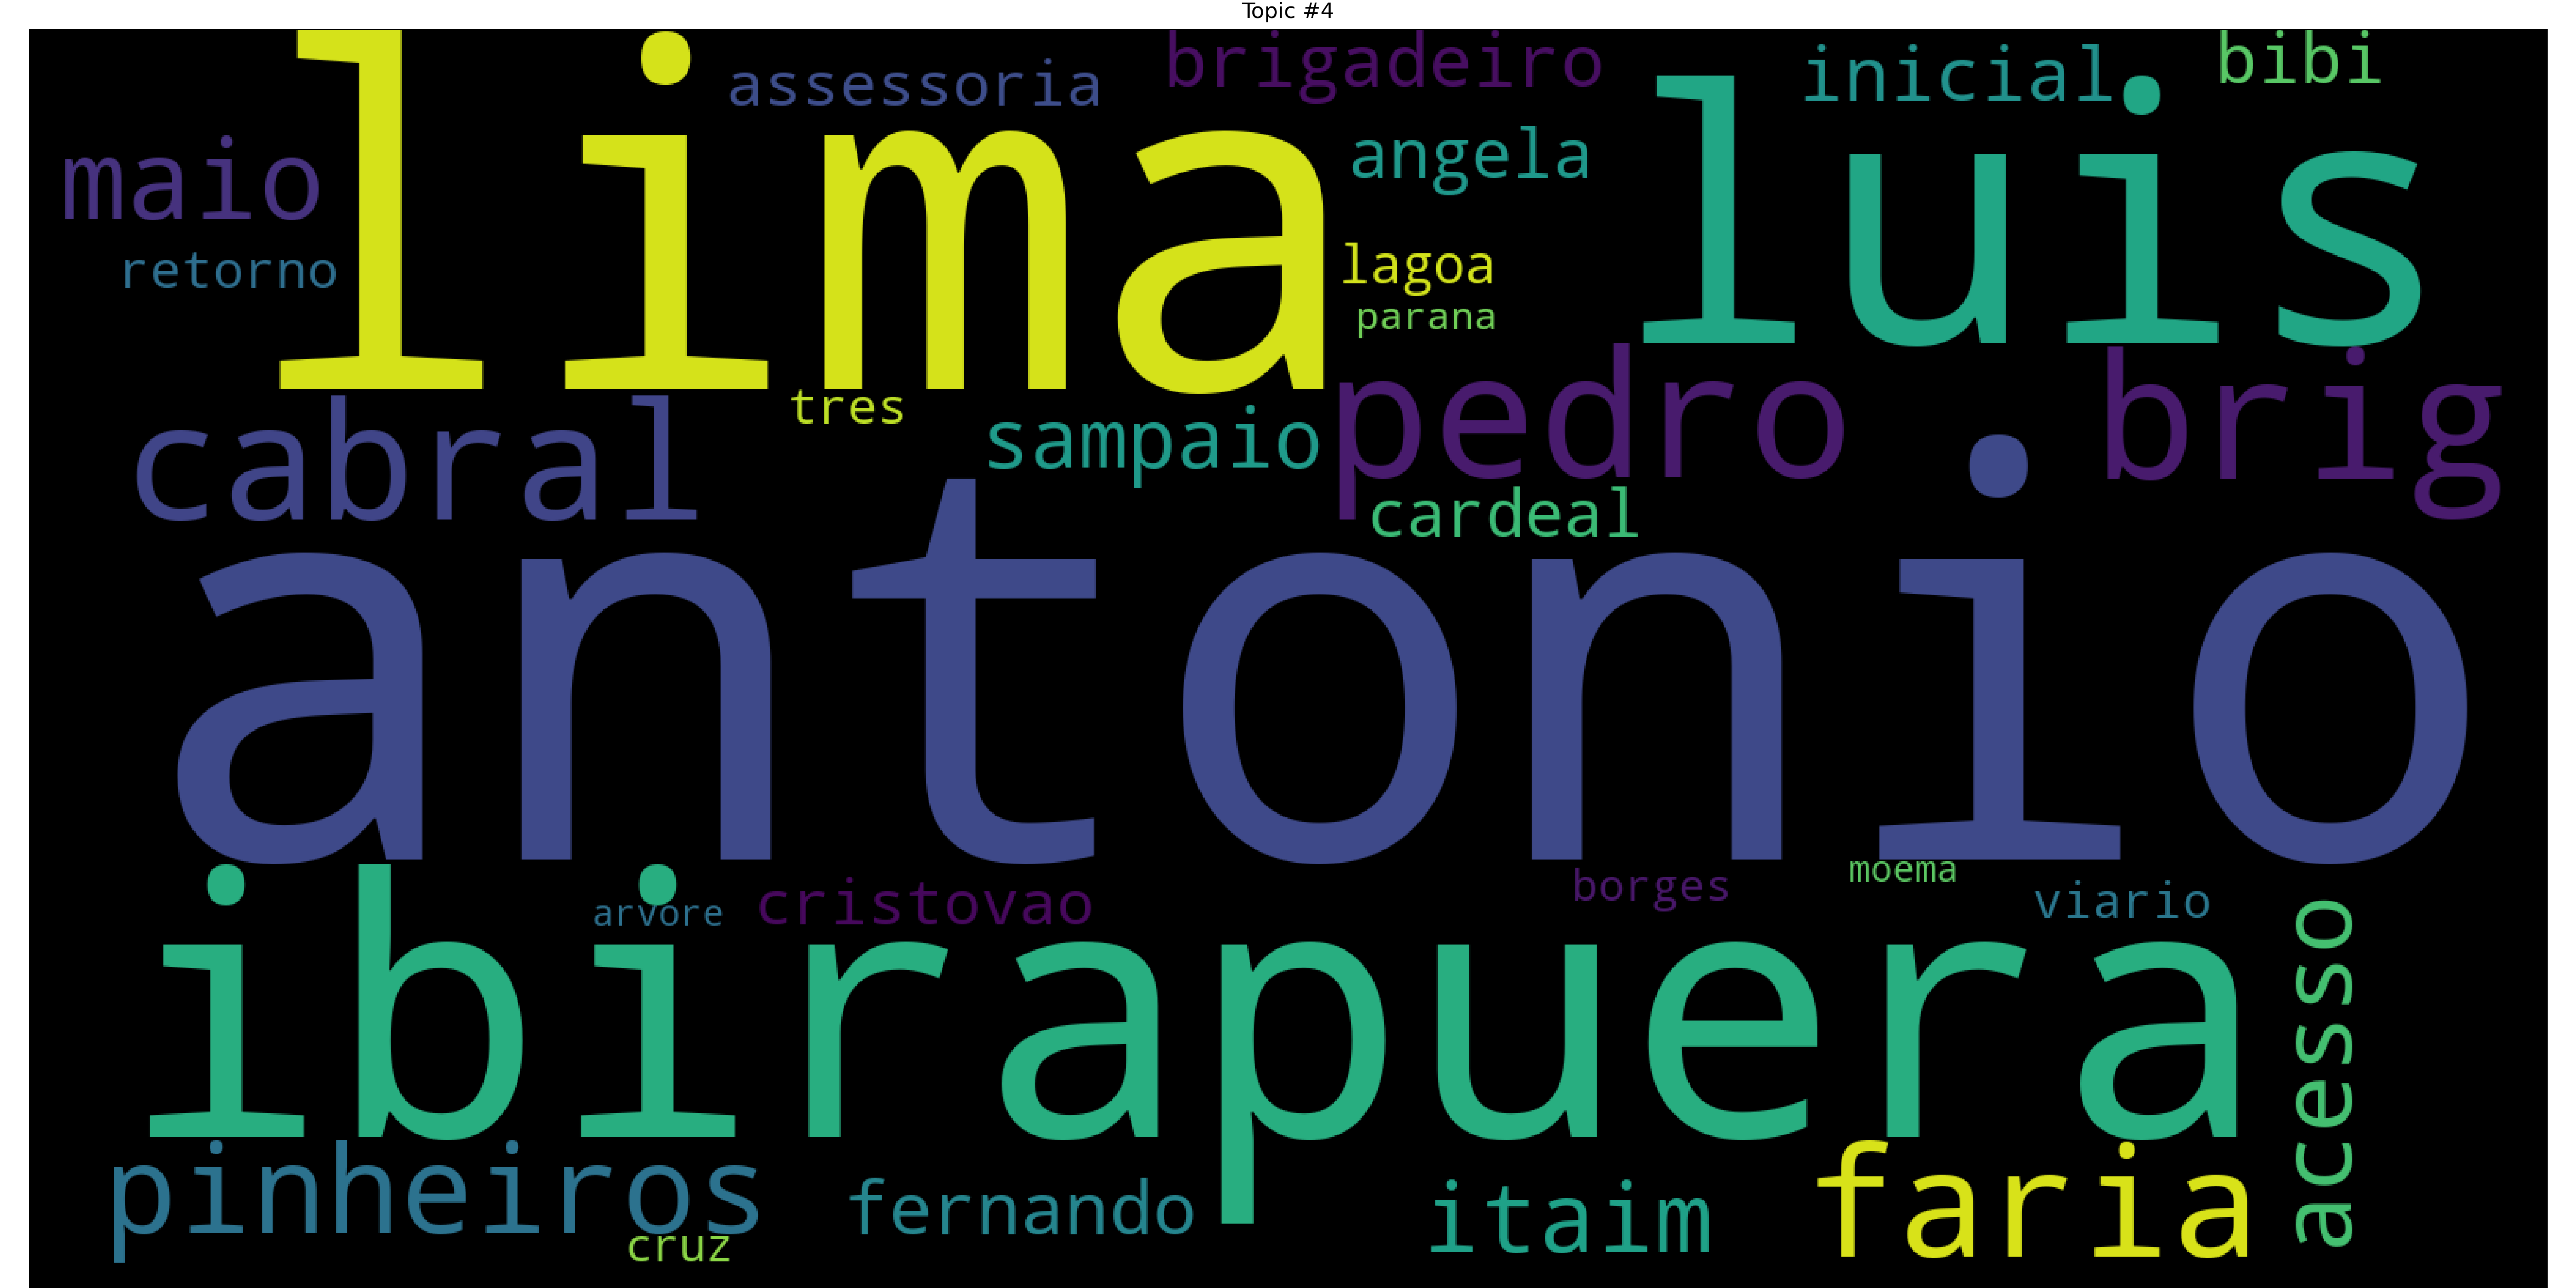 Topic #4
lima
assessoria
brigadeiro
inicial
bibi
luis
maio
angela
retorno
lagoa
parana
tres
cabral
sampaio
pedro
brig
cardeal
antonio
moema
borges
viario
arvore
cristovao
ibirapuera
acesso
pinheiros
fernando
itaim
faria
cruz